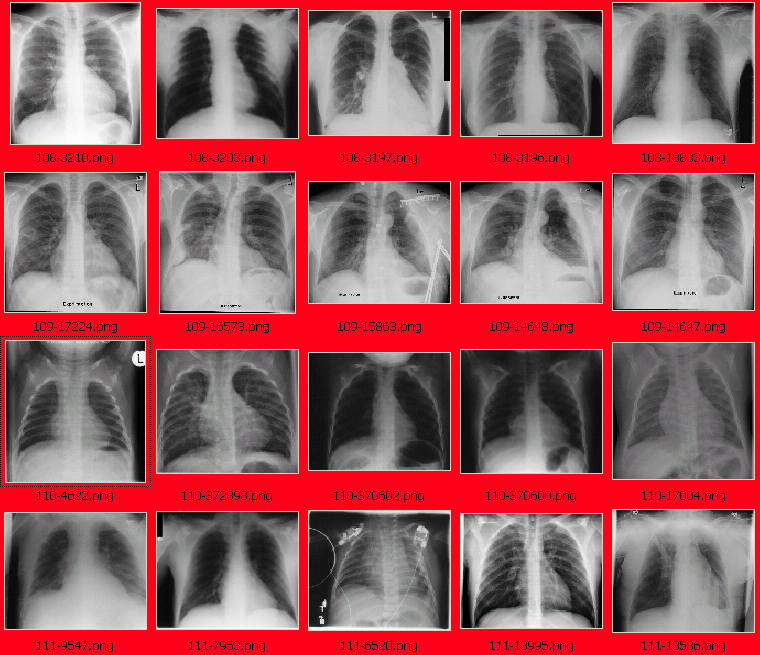 108-3210.png 108-3203.png 108-3197.png 108-3196.png 108-18833.png
L
L
L
Expiration
109-17224.png 109-16573.png 109-15863.png 109-14648.png 109-14647.png
L
110-4622.png 110-372898.png 110-370602.png 110-370600.png 110-17004.png
111-9547.png 111-7953.png 111-6520.png 111-13995.png 111-13586.png